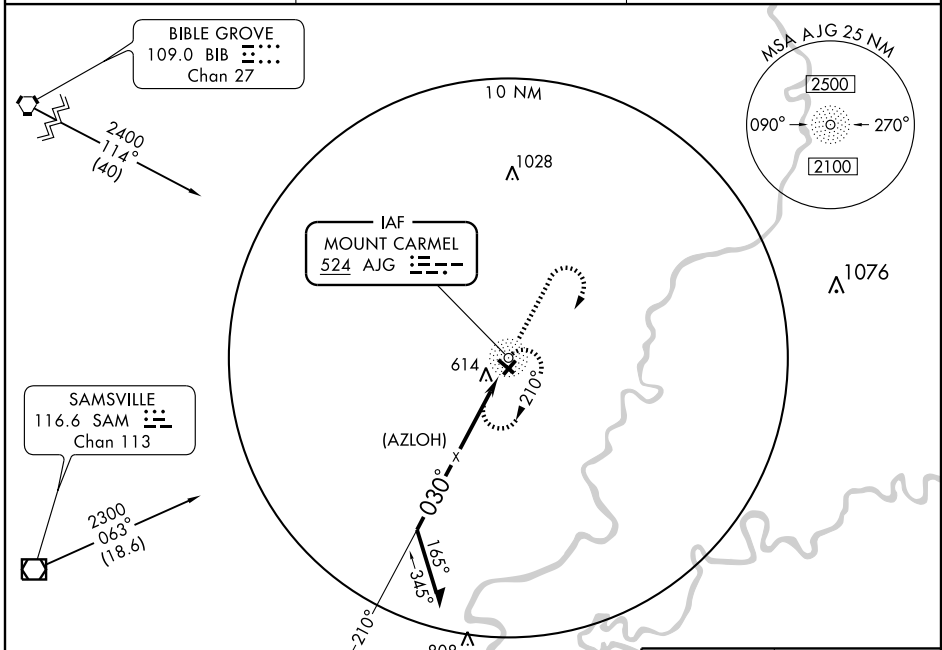 BIBLE GROVE
109.0 BIB
Chan 27
2400
114°
(40)
MSA AJG 25 NM
2500
090°
270°
2100
10 NM
1028
IAF
MOUNT CARMEL
524 AJG
1076
614
210°
SAMSVILLE
116.6 SAM
Chan 113
2300
063°
(18.6)
(AZLOH)
030°
165°
345°
210°